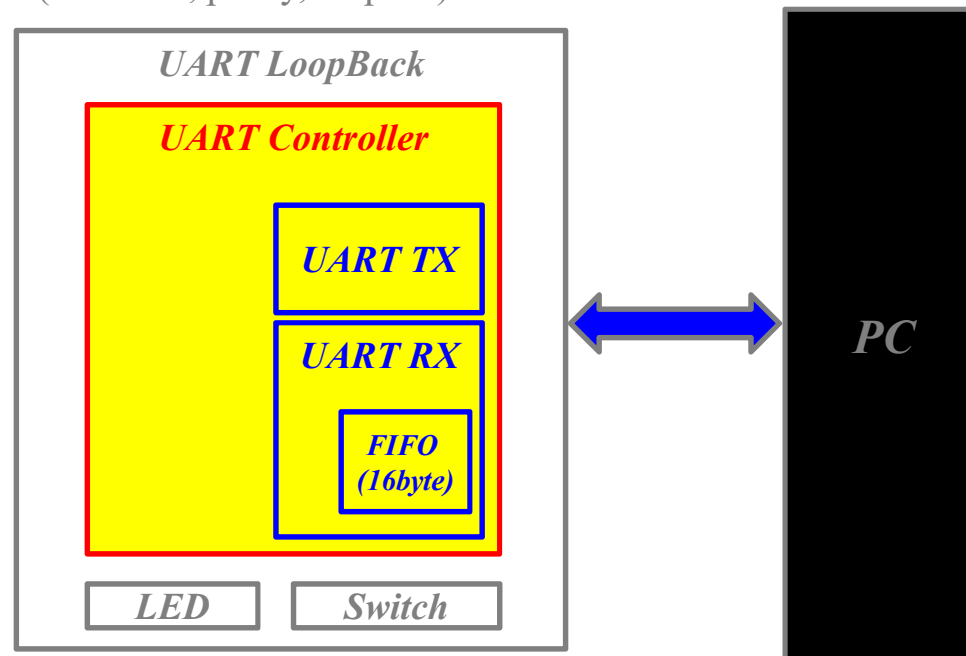 UART LoopBack
UART Controller
UART TX
UART RX
FIFO
(16byte)
LED
Switch
PC